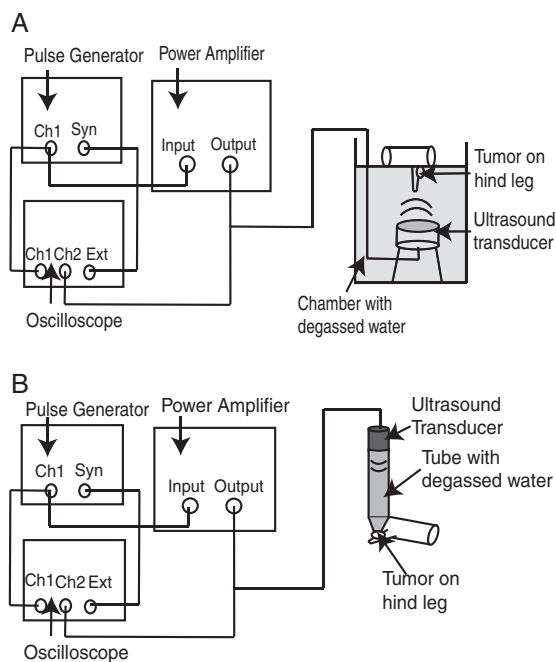 A
Pulse Generator
Power Amplifier
Ch1 Syn
Input Output
Ch1 Ch2 Ext
Oscilloscope
Tumor on
hind leg
Ultrasound
transducer
Chamber with
degassed water
B
Pulse Generator
Power Amplifier
Ch1 Syn
Input Output
Ch1 Ch2 Ext
Oscilloscope
Ultrasound
Transducer
Tube with
degassed water
Tumor on
hind leg